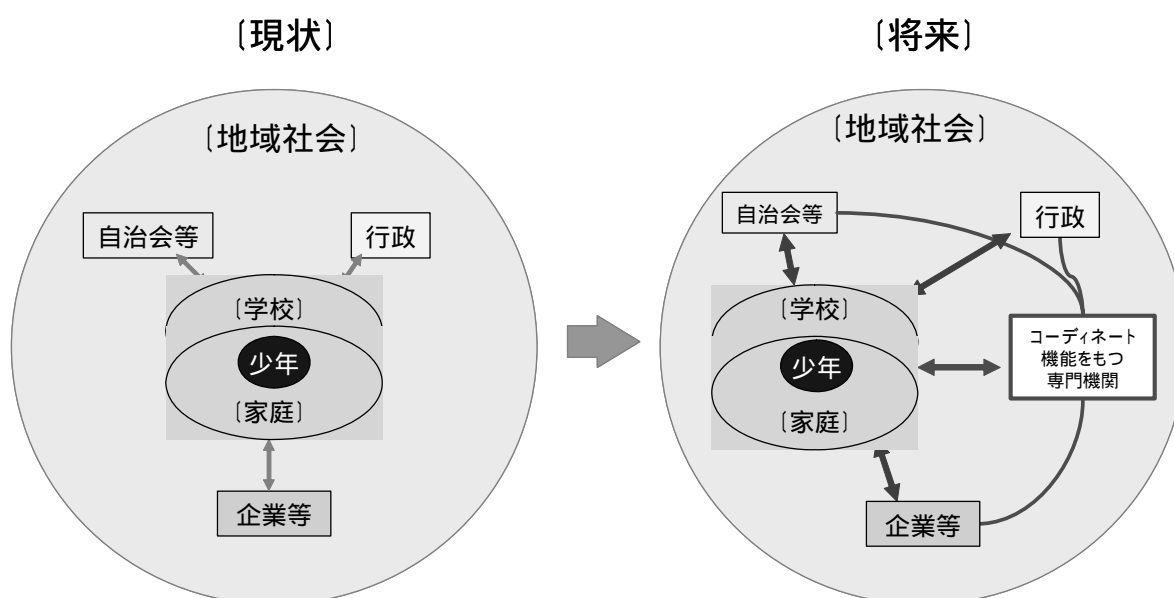 〔現状〕
〔地域社会〕
自治会等
行政
〔学校〕
少年
〔家庭〕
企業等
〔将来〕
〔地域社会〕
自治会等
行政
〔学校〕
少年
〔家庭〕
コーディネート
機能をもつ
専門機関
企業等